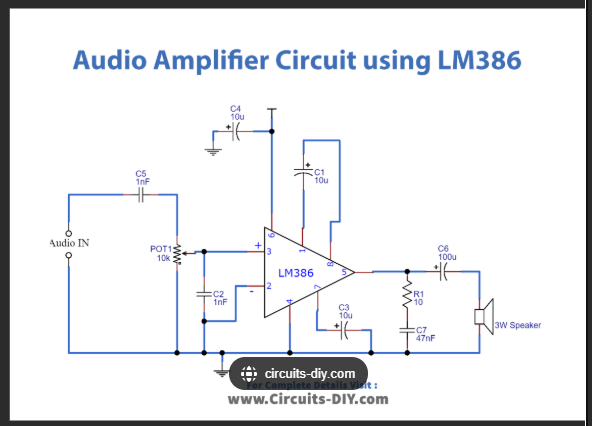 Audio Amplifier Circuit using LM386
C4
10u
C1
10u
C5
1nF
Audio IN
POT1
10k
+
3
6
1
8
LM386
5
2
-
4
7
C2
1nF
C3
10u
C6
100u
R1
10
C7
47nF
3W Speaker
circuits-diy.com
For Complete Details Visit :
www.Circuits-DIY.com